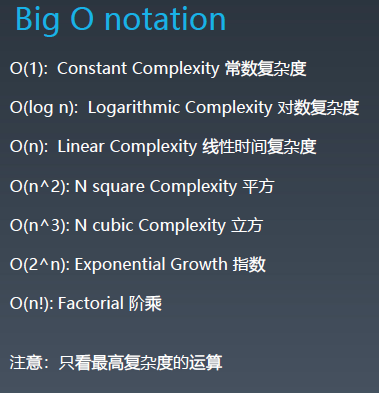 Big O notation
O(1):  Constant Complexity 常数复杂度
O(log n):  Logarithmic Complexity 对数复杂度
O(n):  Linear Complexity 线性时间复杂度
O(n^2): N square Complexity 平方
O(n^3): N cubic Complexity 立方
O(2^n): Exponential Growth 指数
O(n!): Factorial 阶乘
注意：只看最高复杂度的运算